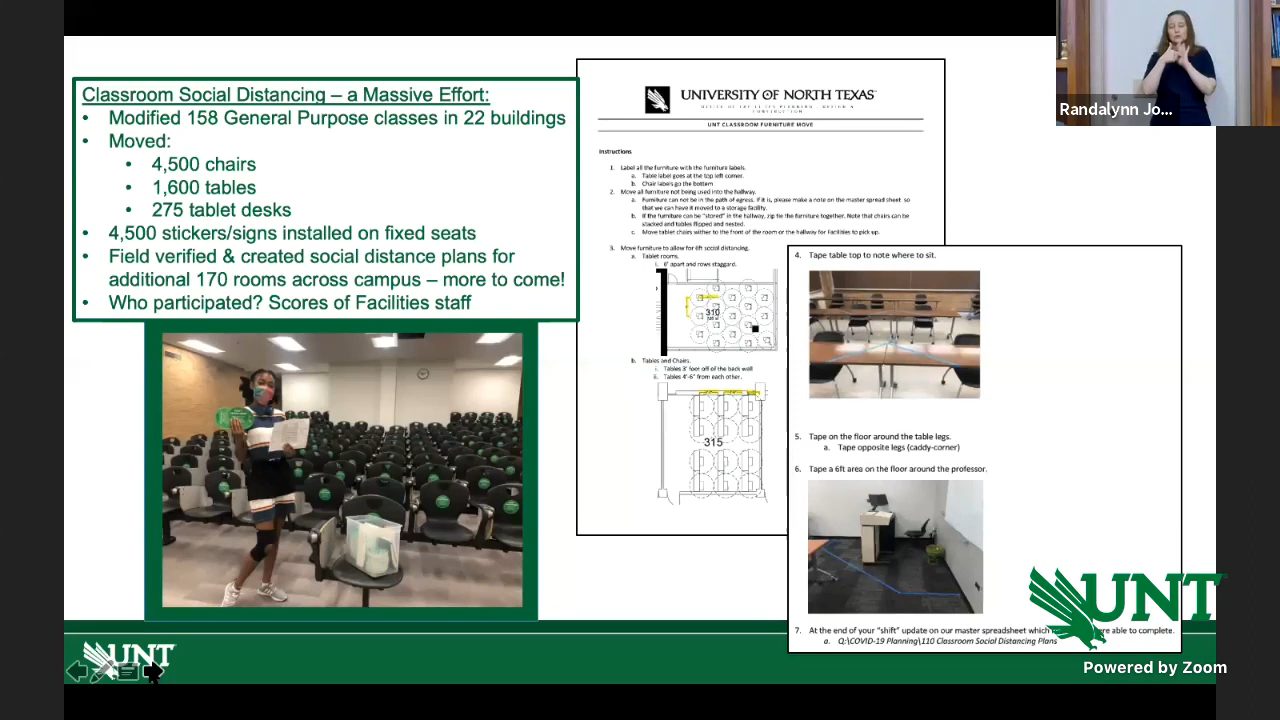 Classroom Social Distancing – a Massive Effort:
• Modified 158 General Purpose classes in 22 buildings
• Moved:
• 4,500 chairs
• 1,600 tables
• 275 tablet desks
• 4,500 stickers/signs installed on fixed seats
• Field verified & created social distance plans for
additional 170 rooms across campus – more to come!
• Who participated? Scores of Facilities staff
UNIVERSITY OF NORTH TEXAS
OFFICE OF FACILITIES PLANNING, DESIGN &
CONSTRUCTION
UNT CLASSROOM FURNITURE MOVE
Instructions
1. Label all the furniture with the furniture labels.
a. Table label goes at the top left corner.
b. Chair labels go the bottom
2. Move all furniture not being used into the hallway.
a. Furniture can not be in the path of egress. If it is, please make a note on the master spread sheet so
that we can have it moved to a storage facility.
b. If the furniture can be "stored" in the hallway, zip tie the furniture together. Note that chairs can be
stacked and tables flipped and nested.
c. Move tablet chairs wither to the front of the room or the hallway for Facilities to pick up.
3. Move furniture to allow for 6ft social distancing.
a. Tablet rooms.
i. 6' apart and rows staggard.
310
b. Tables and Chairs.
i. Tables 3' foot off of the back wall
ii. Tables 4'-6" from each other.
315
4. Tape table top to note where to sit.
5. Tape on the floor around the table legs.
a. Tape opposite legs (caddy-corner)
6. Tape a 6ft area on the floor around the professor.
7. At the end of your "shift" update on our master spreadsheet which re able to complete.
a. Q:\COVID-19 Planning\110 Classroom Social Distancing Plans
Randalynn Jo...
UNT
UNT
Powered by Zoom